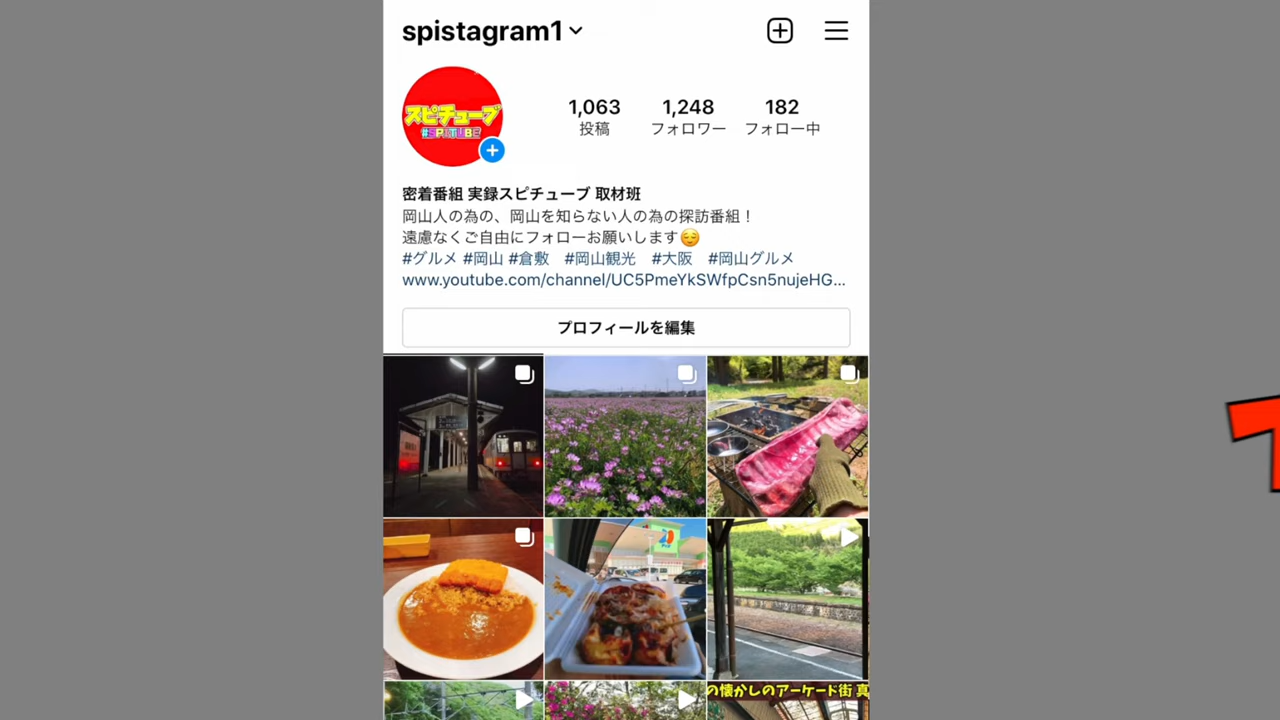 spistagram1
スピチューブ
#SPITUBE
1,063
投稿
1,248
フォロワー
182
フォロー中
密着番組 実録スピチューブ 取材班
岡山人の為の、岡山を知らない人の為の探訪番組！
遠慮なくご自由にフォローお願いします😌
#グルメ #岡山 #倉敷　#岡山観光　#大阪　#岡山グルメ
www.youtube.com/channel/UC5PmeYkSWfpCsn5nujeHG...
プロフィールを編集
の懐かしのアーケード街 真